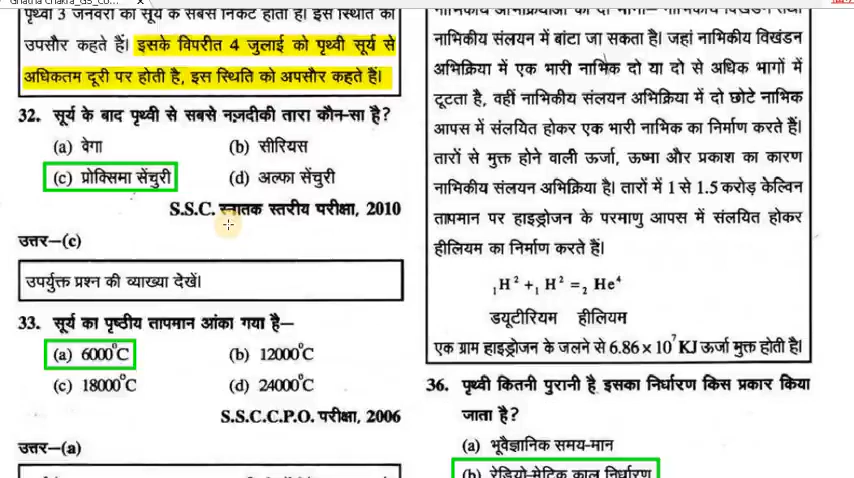 Ghatna Chakra_GS_Co... X
पृथ्वी 3 जनवरी को सूर्य के सबसे निकट होती है। इस स्थिति को
उपसौर कहते हैं। इसके विपरीत 4 जुलाई को पृथ्वी सूर्य से
अधिकतम दूरी पर होती है, इस स्थिति को अपसौर कहते हैं।
32. सूर्य के बाद पृथ्वी से सबसे नज़दीकी तारा कौन-सा है?
(a) वेगा (b) सीरियस
(c) प्रोक्सिमा सेंचुरी (d) अल्फा सेंचुरी
S.S.C. स्नातक स्तरीय परीक्षा, 2010
उत्तर–(c)
उपर्युक्त प्रश्न की व्याख्या देखें।
33. सूर्य का पृष्ठीय तापमान आंका गया है–
(a) 6000°C (b) 12000°C
(c) 18000°C (d) 24000°C
S.S.C.C.P.O. परीक्षा, 2006
उत्तर–(a)
नाभिकीय संलयन में बांटा जा सकता है। जहां नाभिकीय विखंडन
अभिक्रिया में एक भारी नाभिक दो या दो से अधिक भागों में
टूटता है, वहीं नाभिकीय संलयन अभिक्रिया में दो छोटे नाभिक
आपस में संलयित होकर एक भारी नाभिक का निर्माण करते हैं।
तारों से मुक्त होने वाली ऊर्जा, ऊष्मा और प्रकाश का कारण
नाभिकीय संलयन अभिक्रिया है। तारों में 1 से 1.5 करोड़ केल्विन
तापमान पर हाइड्रोजन के परमाणु आपस में संलयित होकर
हीलियम का निर्माण करते हैं।
₁H² + ₁H² = ₂He⁴
डयूटीरियम हीलियम
एक ग्राम हाइड्रोजन के जलने से 6.86 × 10⁷ KJ ऊर्जा मुक्त होती है।
36. पृथ्वी कितनी पुरानी है इसका निर्धारण किस प्रकार किया
जाता है?
(a) भूवैज्ञानिक समय-मान
(b) रेडियो-मेट्रिक काल निर्धारण